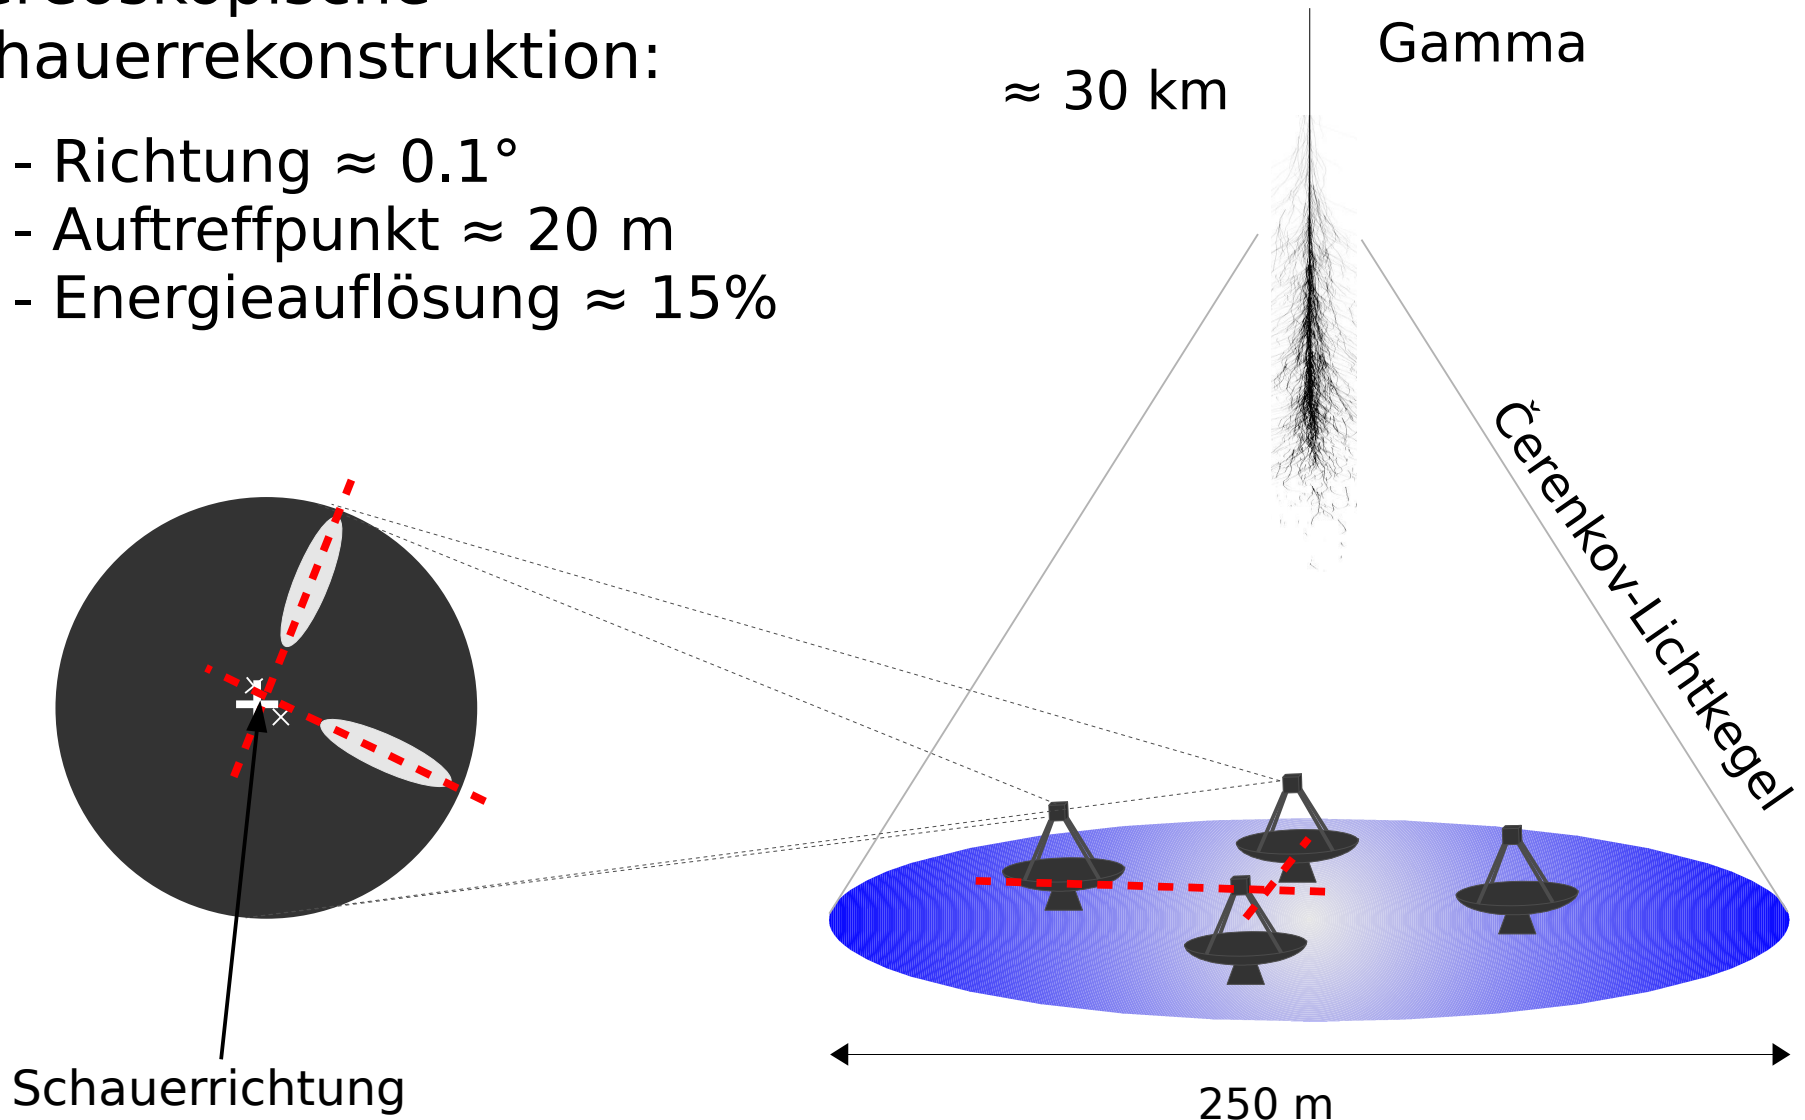 hauerrekonstruktion:
- Richtung ≈ 0.1°
- Auftreffpunkt ≈ 20 m
- Energieauflösung ≈ 15%
≈ 30 km
Gamma
Čerenkov-Lichtkegel
Schauerrichtung
250 m